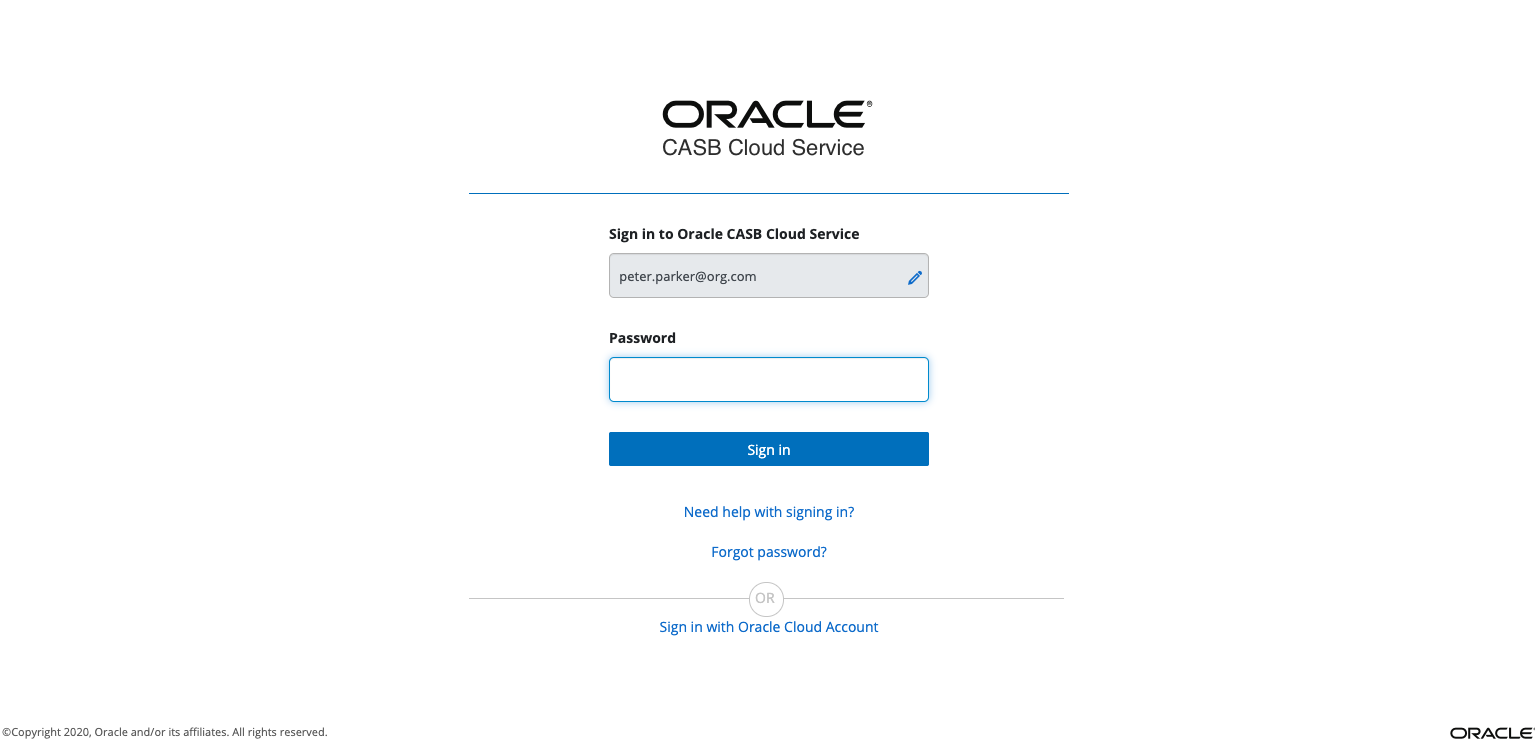 ORACLE®
CASB Cloud Service
Sign in to Oracle CASB Cloud Service
peter.parker@org.com
Password
Sign in
Need help with signing in?
Forgot password?
OR
Sign in with Oracle Cloud Account
©Copyright 2020, Oracle and/or its affiliates. All rights reserved.
ORACLE